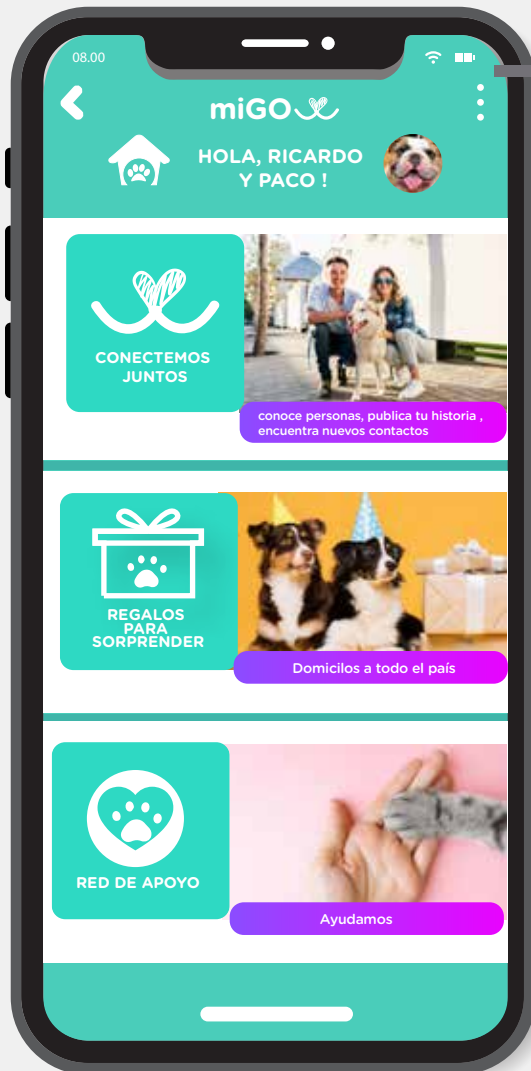 08.00
miGO
HOLA, RICARDO
Y PACO !
CONECTEMOS
JUNTOS
conoce personas, publica tu historia ,
encuentra nuevos contactos
REGALOS
PARA
SORPRENDER
Domicilos a todo el país
RED DE APOYO
Ayudamos